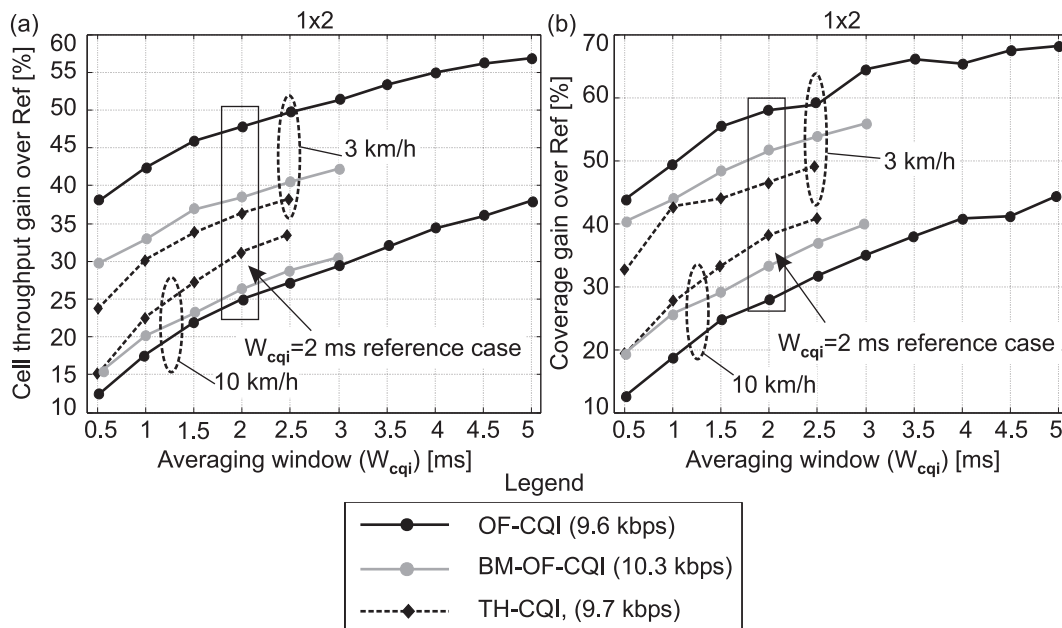 (a)
1x2
Cell throughput gain over Ref [%]
60
55
50
45
40
35
30
25
20
15
10
3 km/h
10 km/h
Wcqi=2 ms reference case
0.5 1 1.5 2 2.5 3 3.5 4 4.5 5
Averaging window (Wcqi) [ms]
(b)
1x2
Coverage gain over Ref [%]
70
60
50
40
30
20
10
3 km/h
10 km/h
Wcqi=2 ms reference case
0.5 1 1.5 2 2.5 3 3.5 4 4.5 5
Averaging window (Wcqi) [ms]
Legend
OF-CQI (9.6 kbps)
BM-OF-CQI (10.3 kbps)
TH-CQI, (9.7 kbps)